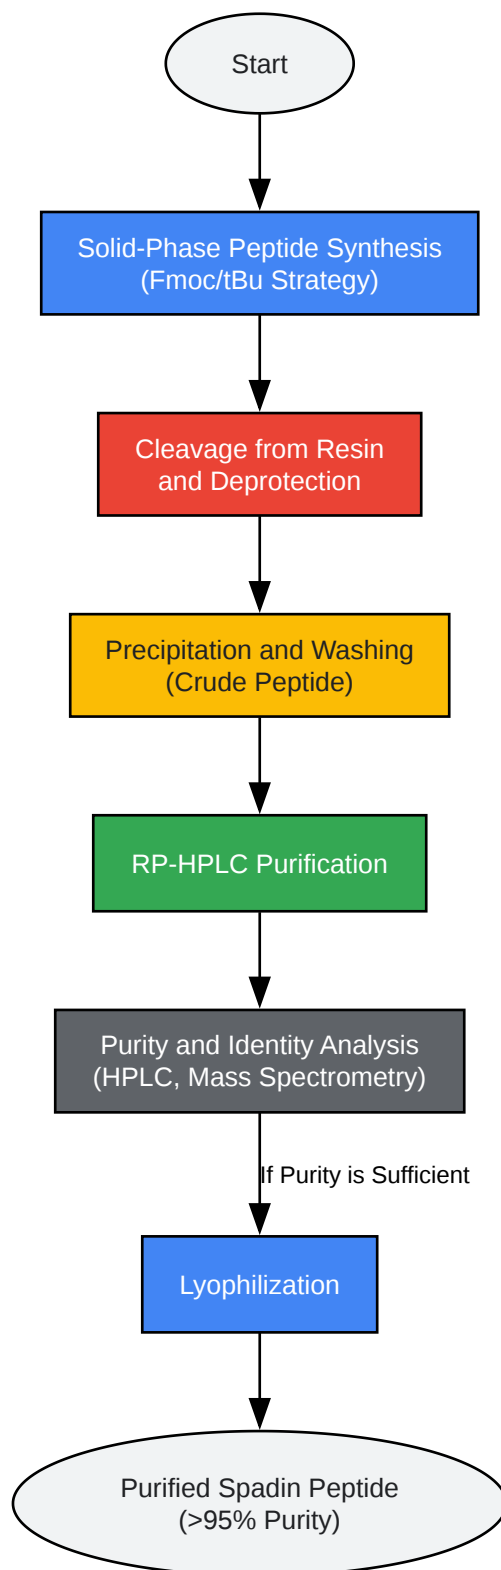 Start
Solid-Phase Peptide Synthesis
(Fmoc/tBu Strategy)
Cleavage from Resin
and Deprotection
Precipitation and Washing
(Crude Peptide)
RP-HPLC Purification
Purity and Identity Analysis
(HPLC, Mass Spectrometry)
If Purity is Sufficient
Lyophilization
Purified Spadin Peptide
(>95% Purity)